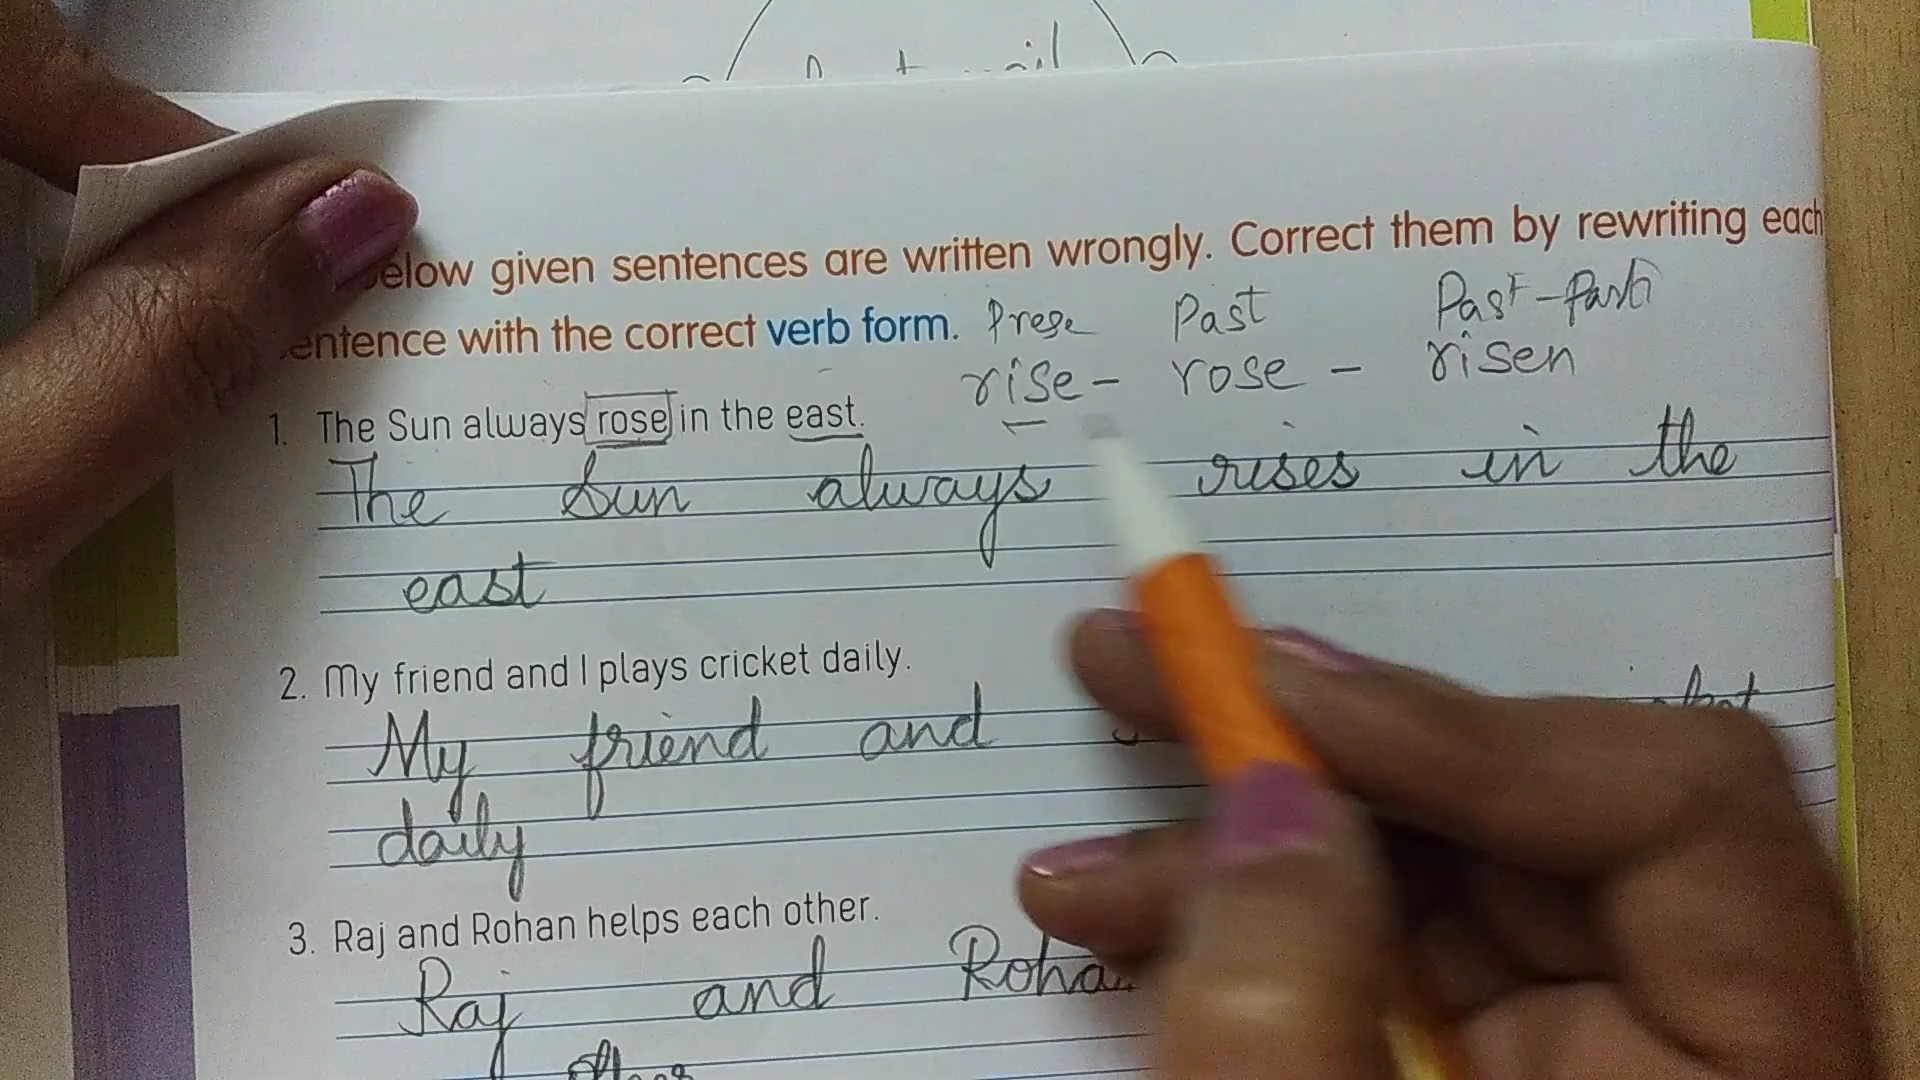 elow given sentences are written wrongly. Correct them by rewriting each
entence with the correct verb form. Prese Past Past-Parti
rise - rose - risen
1. The Sun always rose in the east.
The Sun always rises in the
east
2. My friend and I plays cricket daily.
My friend and
daily
3. Raj and Rohan helps each other.
Raj and Roha